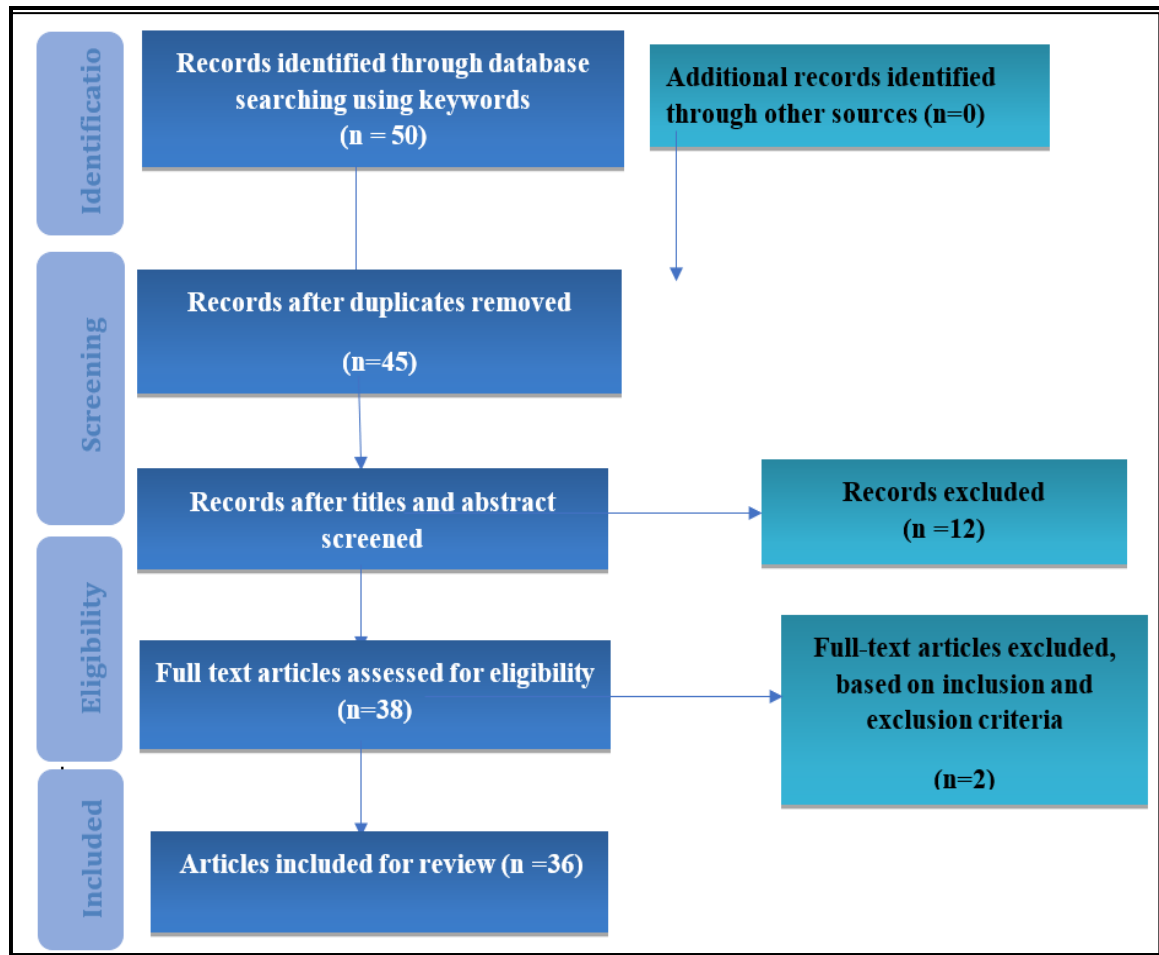 Identificatio
Records identified through database
searching using keywords
(n = 50)
Additional records identified
through other sources (n=0)
Screening
Records after duplicates removed
(n=45)
Records after titles and abstract
screened
Records excluded
(n =12)
Eligibility
Full text articles assessed for eligibility
(n=38)
Full-text articles excluded,
based on inclusion and
exclusion criteria
(n=2)
Included
Articles included for review (n =36)